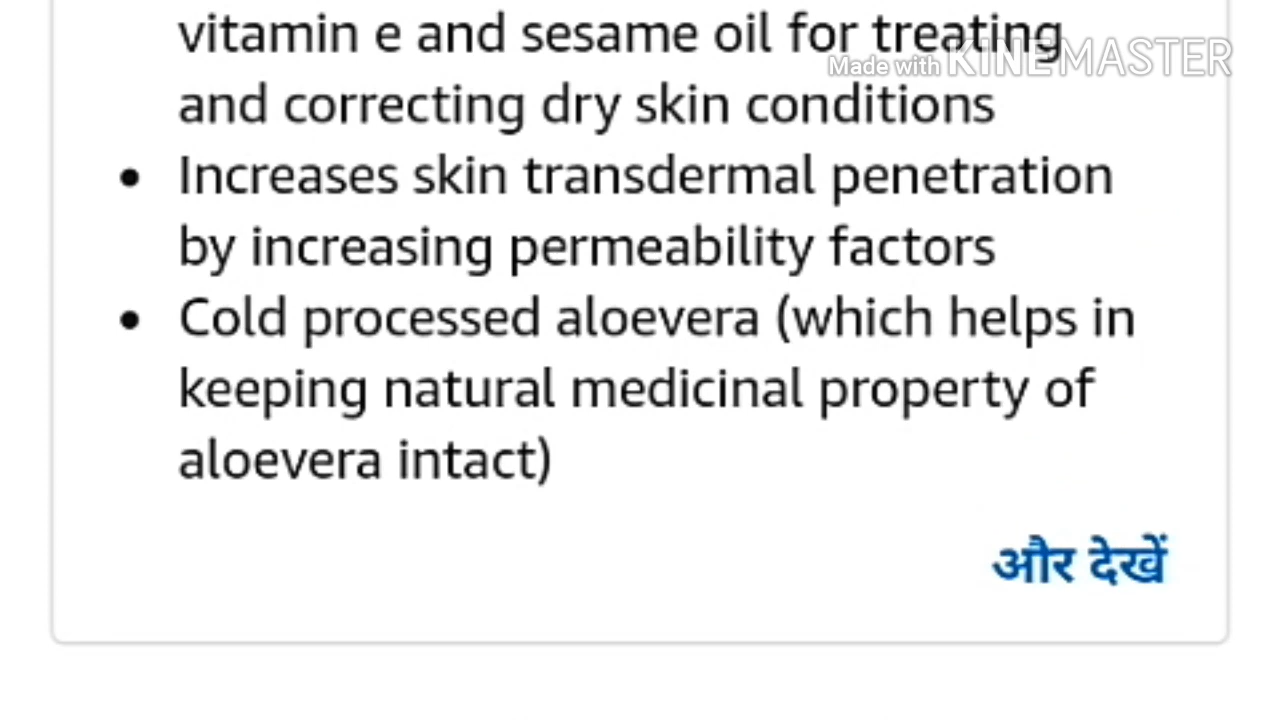 vitamin e and sesame oil for treating
Made with KINEMASTER
and correcting dry skin conditions
• Increases skin transdermal penetration
by increasing permeability factors
• Cold processed aloevera (which helps in
keeping natural medicinal property of
aloevera intact)
और देखें